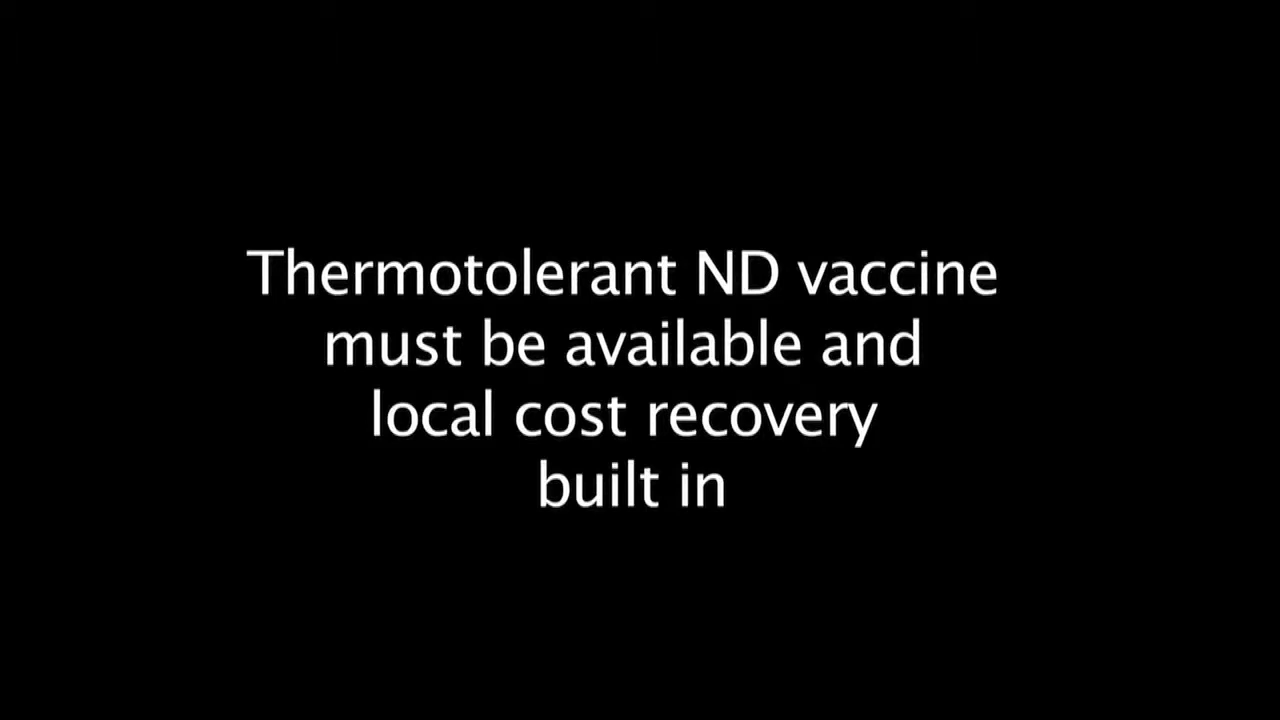 Thermotolerant ND vaccine
must be available and
local cost recovery
built in